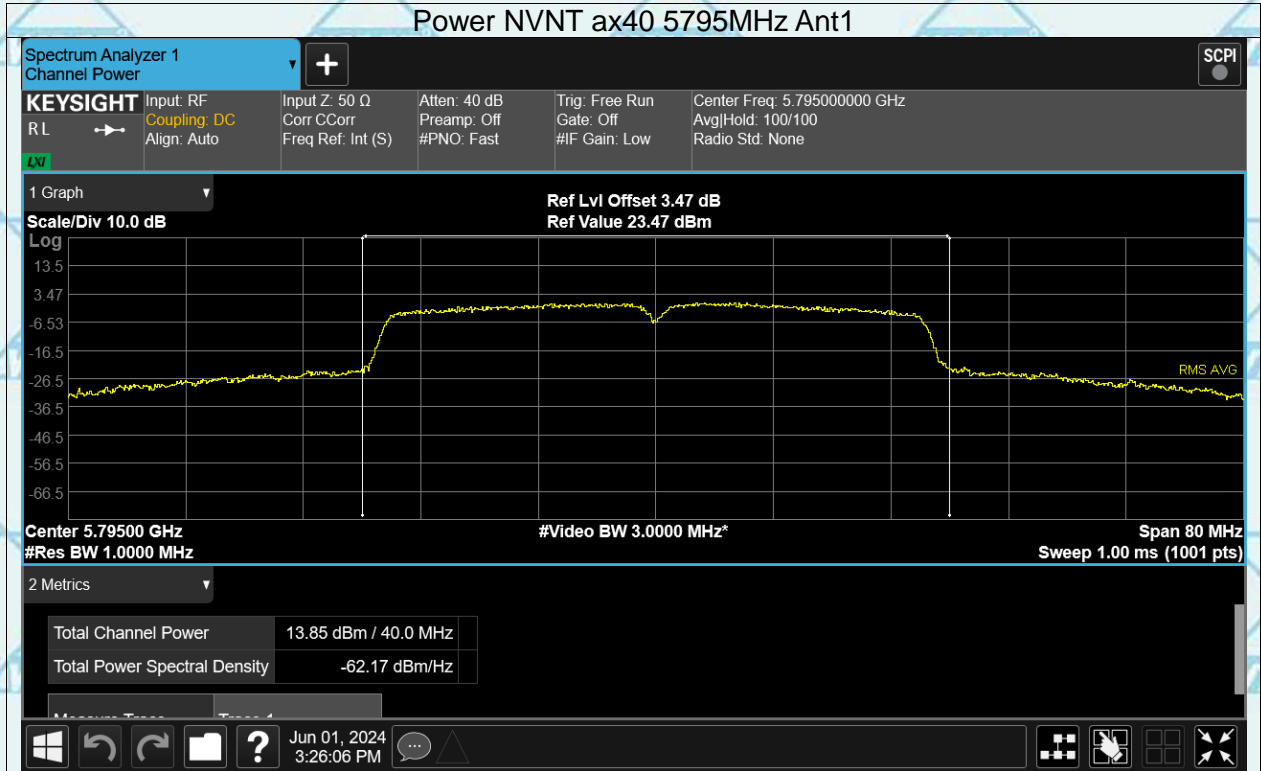 Power NVNT ax40 5795MHz Ant1
Spectrum Analyzer 1
Channel Power
SCPI
KEYSIGHT
RL
LXI
Input: RF
Coupling: DC
Align: Auto
Input Z: 50 Ω
Corr CCorr
Freq Ref: Int (S)
Atten: 40 dB
Preamp: Off
#PNO: Fast
Trig: Free Run
Gate: Off
#IF Gain: Low
Center Freq: 5.795000000 GHz
Avg|Hold: 100/100
Radio Std: None
1 Graph
Scale/Div 10.0 dB
Ref Lvl Offset 3.47 dB
Ref Value 23.47 dBm
Log
13.5
3.47
-6.53
-16.5
-26.5
-36.5
-46.5
-56.5
-66.5
RMS AVG
Center 5.79500 GHz
#Video BW 3.0000 MHz*
Span 80 MHz
#Res BW 1.0000 MHz
Sweep 1.00 ms (1001 pts)
2 Metrics
Total Channel Power 13.85 dBm / 40.0 MHz
Total Power Spectral Density -62.17 dBm/Hz
Measure Trace Trace 1
Jun 01, 2024
3:26:06 PM